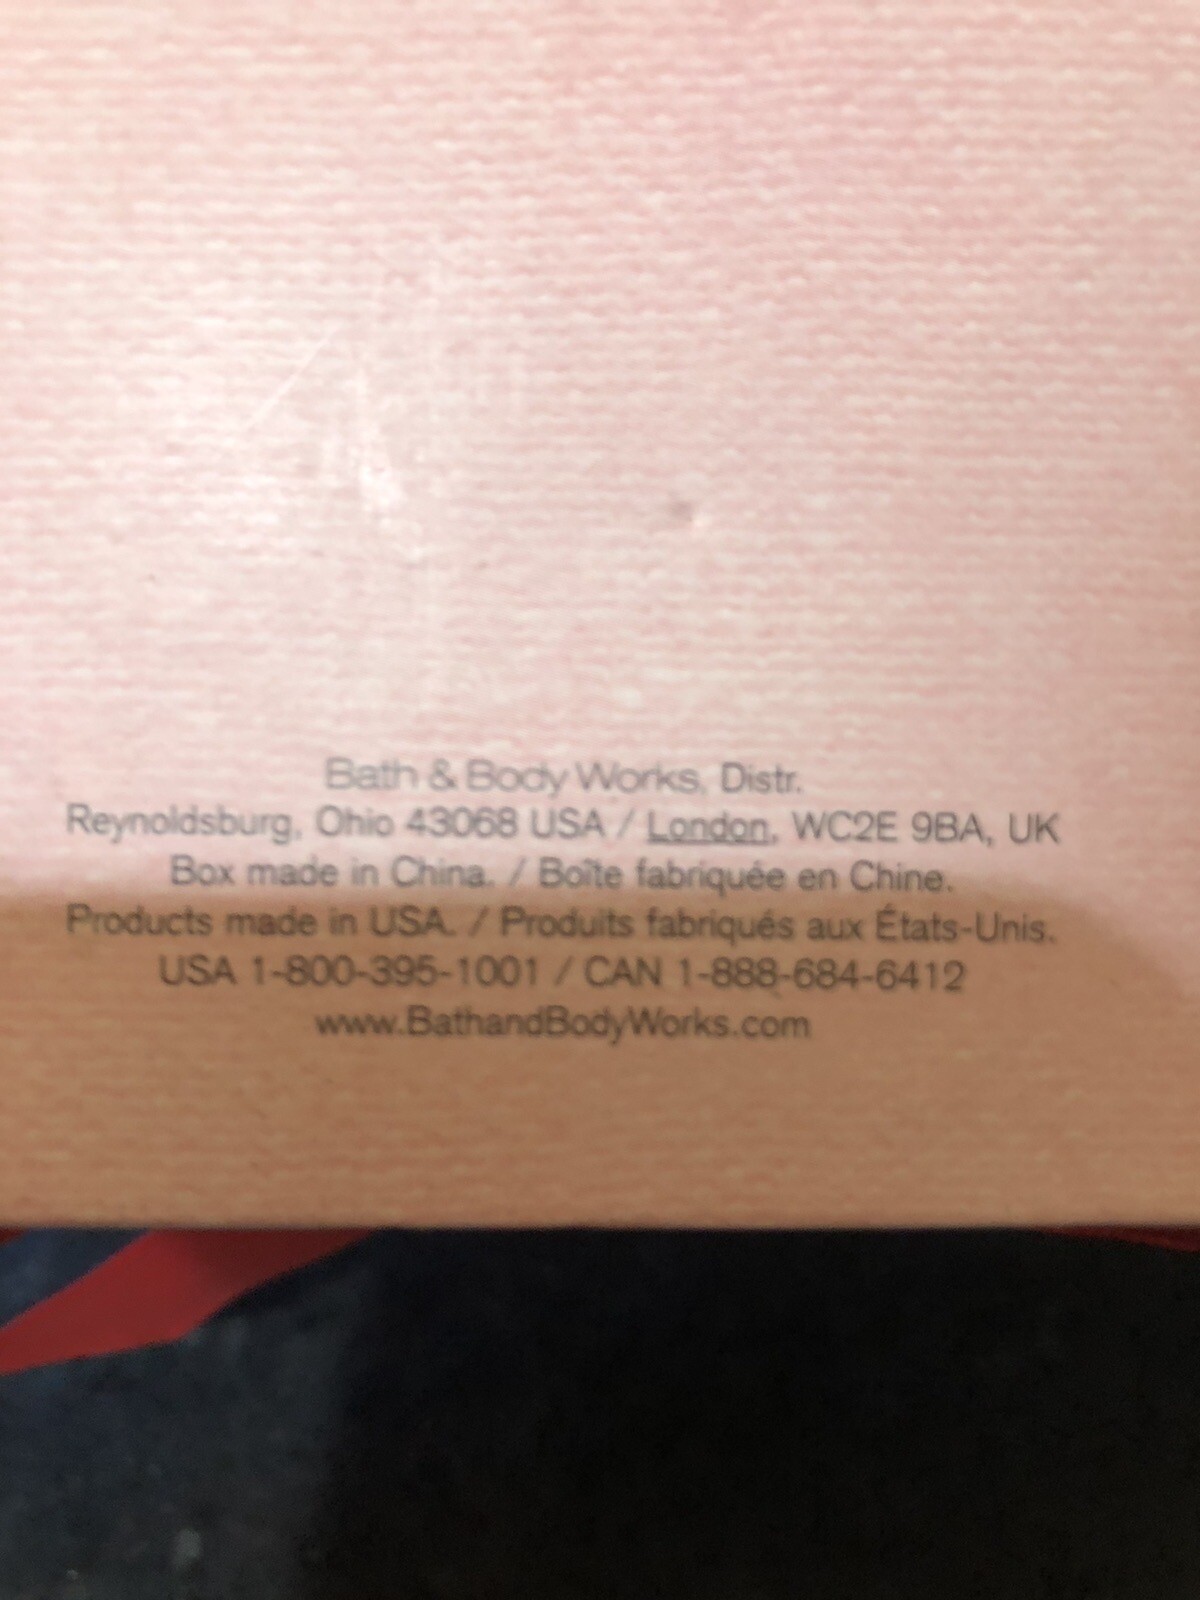 Bath & Body Works, Distr.
Reynoldsburg, Ohio 43068 USA / London, WC2E 9BA, UK
Box made in China. / Boîte fabriquée en Chine.
Products made in USA. / Produits fabriqués aux États-Unis.
USA 1-800-395-1001 / CAN 1-888-684-6412
www.BathandBodyWorks.com